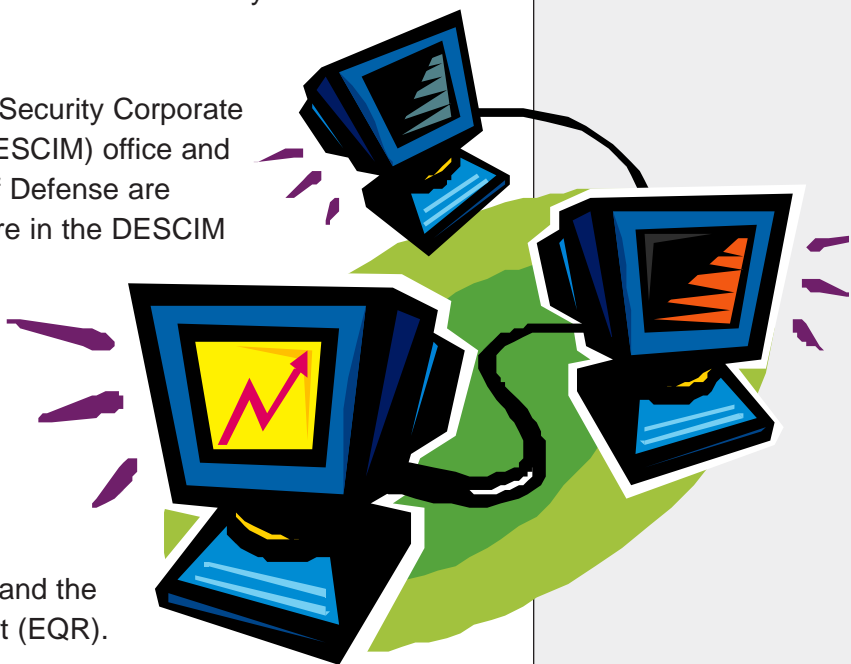 Security Corporate
ESCIM) office and
Defense are
re in the DESCIM
and the
t (EQR).